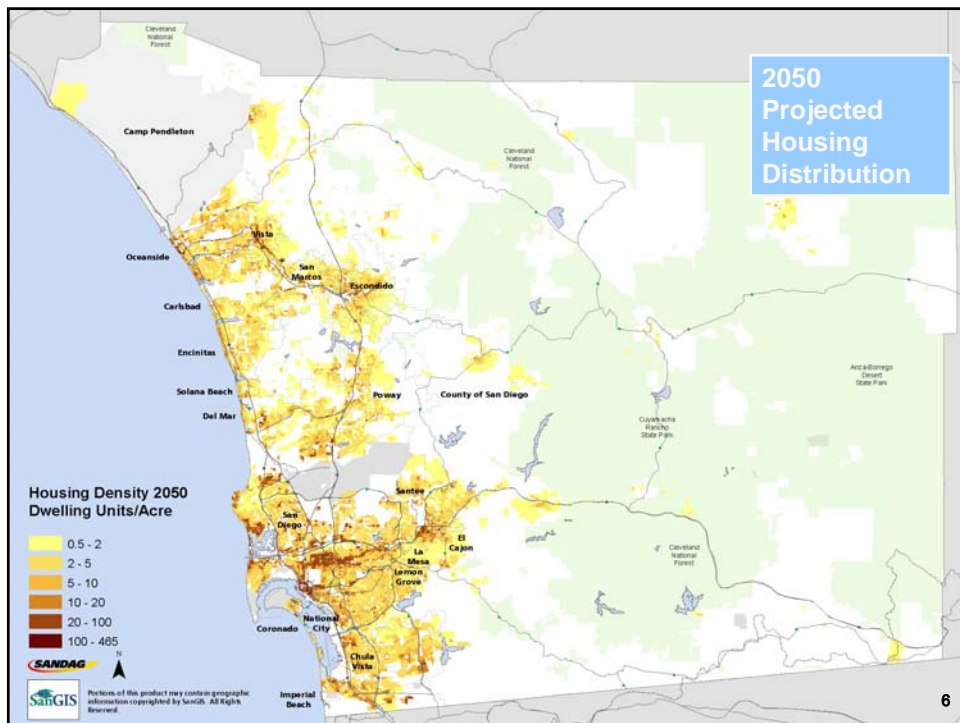 2050
Projected
Housing
Distribution
Cleveland
National
Forest
Camp Pendleton
Cleveland
National
Forest
Vista
Oceanside
San
Marcos
Escondido
Carlsbad
Encinitas
Solana Beach
Del Mar
Poway
County of San Diego
Anza-Borrego
Desert
State Park
Cuyamaca
Rancho
State Park
Santee
San
Diego
El
Cajon
La
Mesa
Lemon
Grove
Cleveland
National
Forest
National
City
Coronado
Chula
Vista
Imperial
Beach
Housing Density 2050
Dwelling Units/Acre
0.5 - 2
2 - 5
5 - 10
10 - 20
20 - 100
100 - 465
SANDAG
N
SanGIS
Portions of this product may contain geographic
information copyrighted by SanGIS. All Rights
Reserved.
6